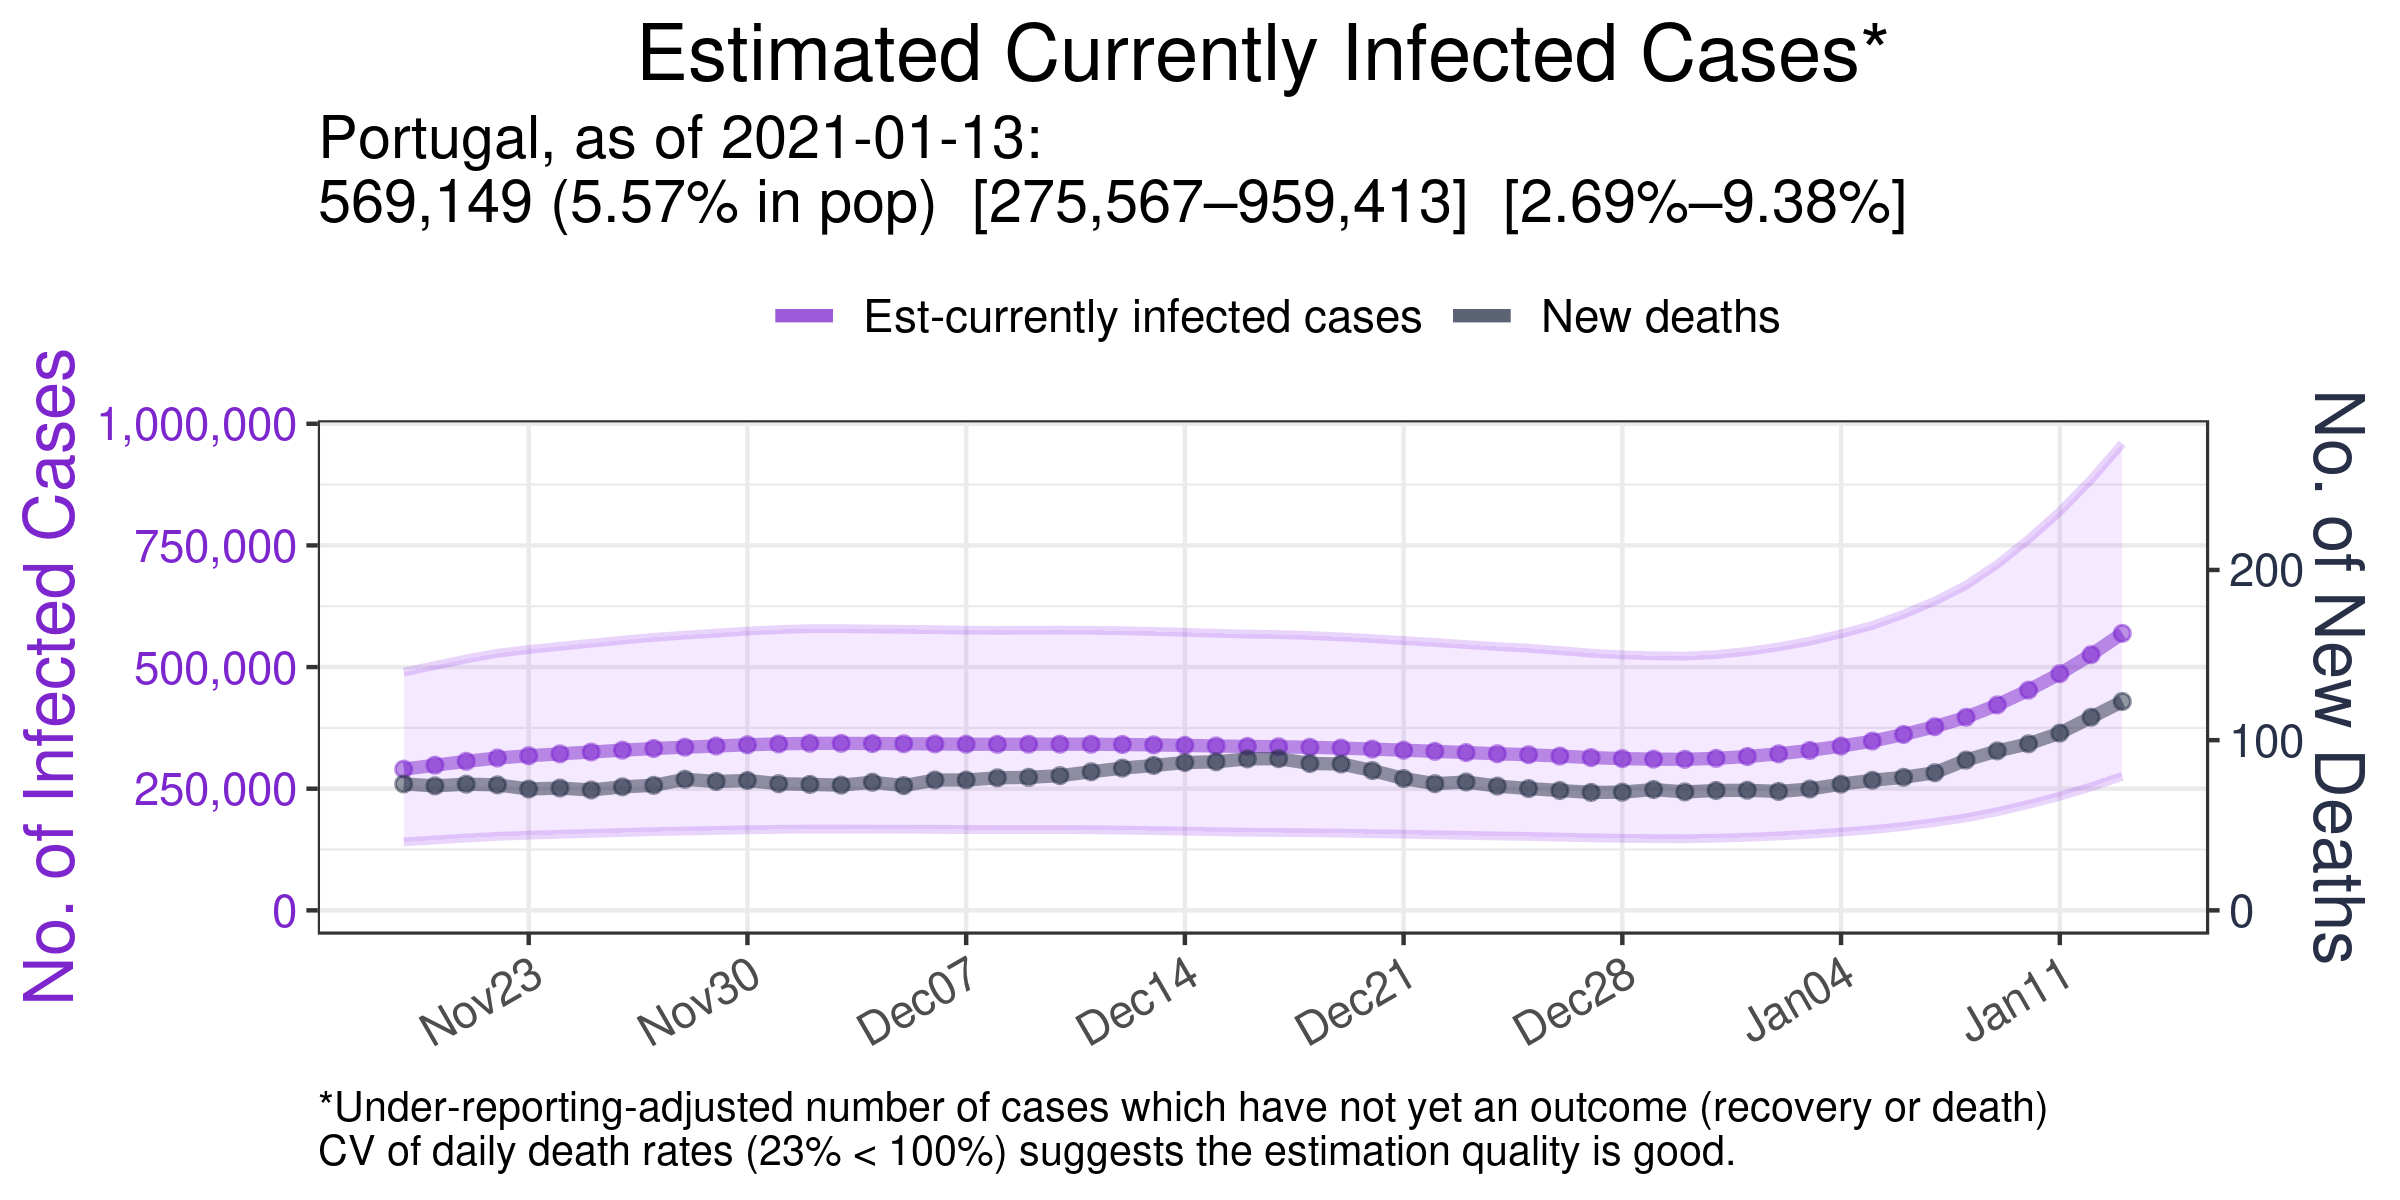 Estimated Currently Infected Cases*
Portugal, as of 2021-01-13:
569,149 (5.57% in pop)  [275,567–959,413]  [2.69%–9.38%]
Est-currently infected cases
New deaths
No. of Infected Cases
1,000,000
750,000
500,000
250,000
0
No. of New Deaths
200
100
0
Nov23
Nov30
Dec07
Dec14
Dec21
Dec28
Jan04
Jan11
*Under-reporting-adjusted number of cases which have not yet an outcome (recovery or death)
CV of daily death rates (23% < 100%) suggests the estimation quality is good.